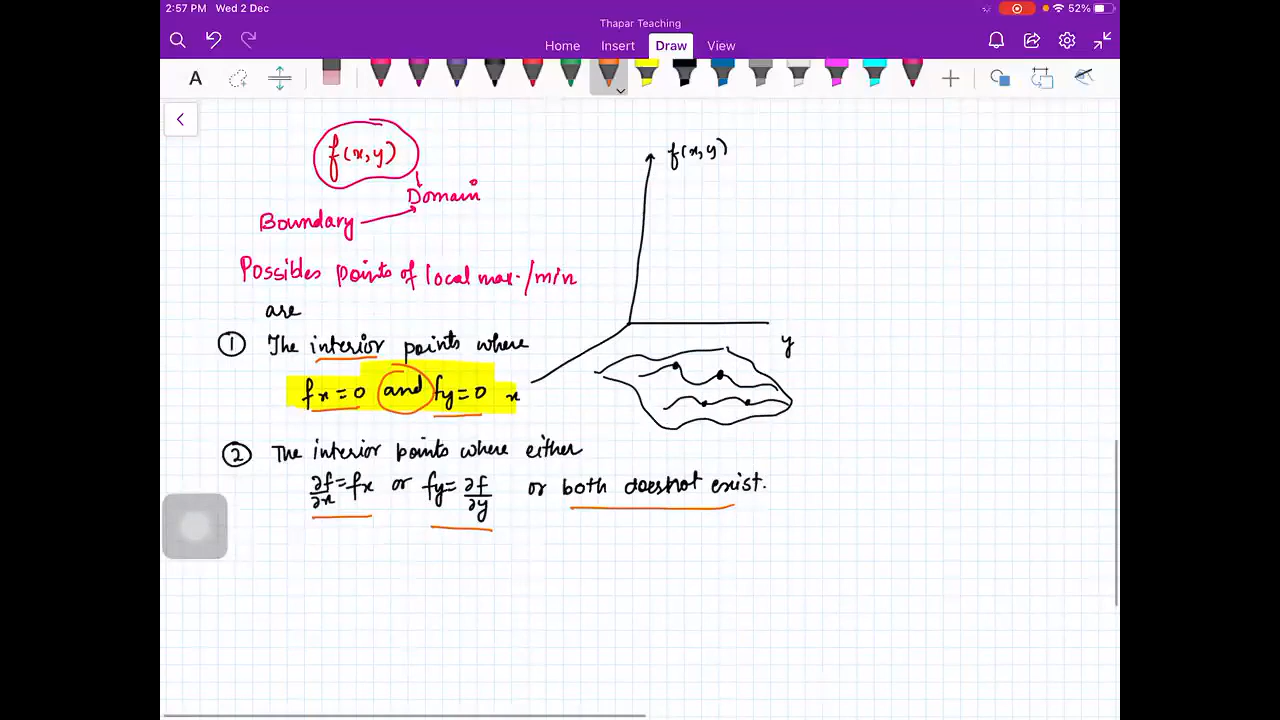 2:57 PM Wed 2 Dec
52%
Thapar Teaching
Home Insert Draw View
A
f(x,y)
Domain
Boundary
Possibles points of local max./min
are
① The interior points where
fx = 0 and fy = 0
② The interior points where either
∂f/∂x = fx or fy = ∂f/∂y or both doesnot exist.
f(x,y)
y
x